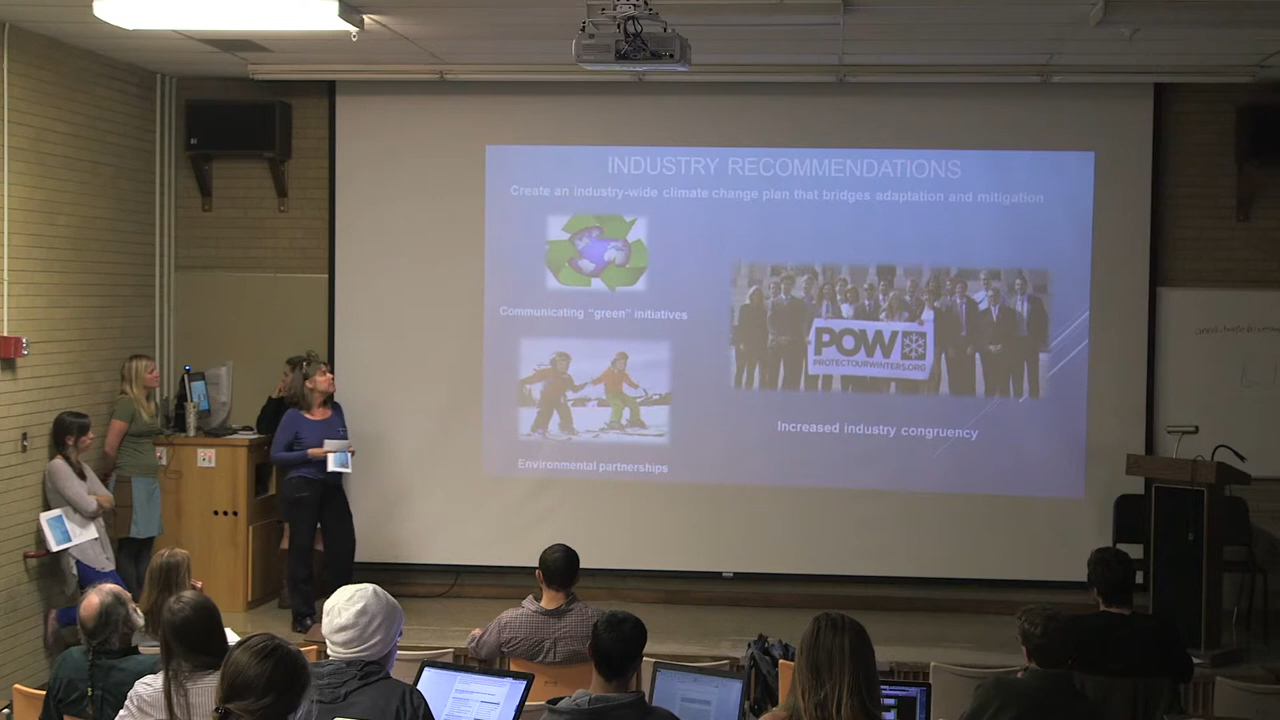 INDUSTRY RECOMMENDATIONS
Create an industry-wide climate change plan that bridges adaptation and mitigation
Communicating “green” initiatives
POW
PROTECTOURWINTERS.ORG
Increased industry congruency
Environmental partnerships